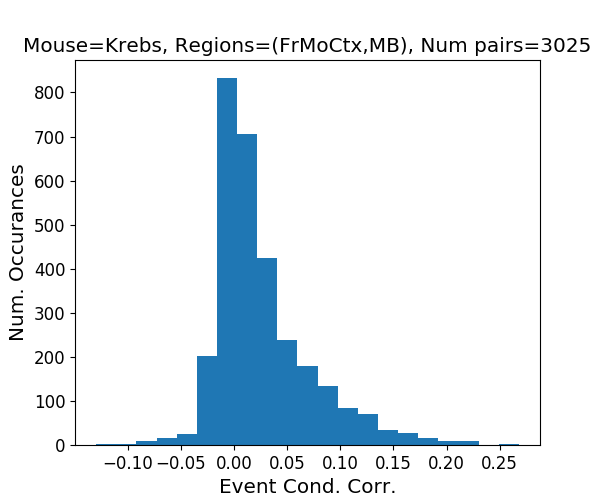 Mouse=Krebs, Regions=(FrMoCtx,MB), Num pairs=3025
800
700
600
500
400
300
200
100
0
Num. Occurances
−0.10 −0.05 0.00 0.05 0.10 0.15 0.20 0.25
Event Cond. Corr.